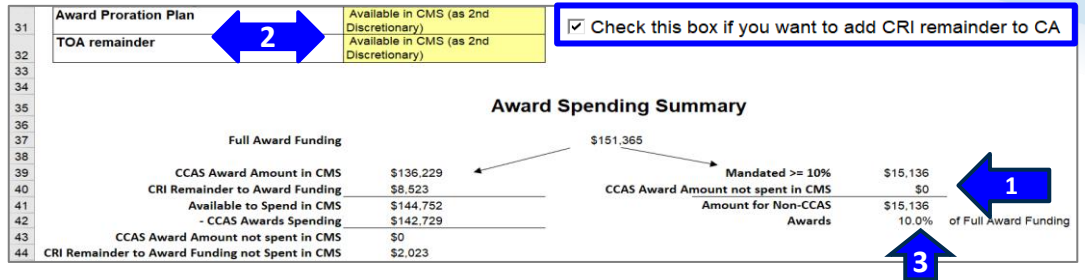 31 Award Proration Plan Available in CMS (as 2nd Discretionary)
2
☑ Check this box if you want to add CRI remainder to CA
32 TOA remainder Available in CMS (as 2nd Discretionary)
33
34
35 Award Spending Summary
36
37 Full Award Funding $151,365
38
39 CCAS Award Amount in CMS $136,229 Mandated >= 10% $15,136
40 CRI Remainder to Award Funding $8,523 CCAS Award Amount not spent in CMS $0
1
41 Available to Spend in CMS $144,752 Amount for Non-CCAS $15,136
42 - CCAS Awards Spending $142,729 Awards 10.0% of Full Award Funding
43 CCAS Award Amount not spent in CMS $0
44 CRI Remainder to Award Funding not Spent in CMS $2,023
3